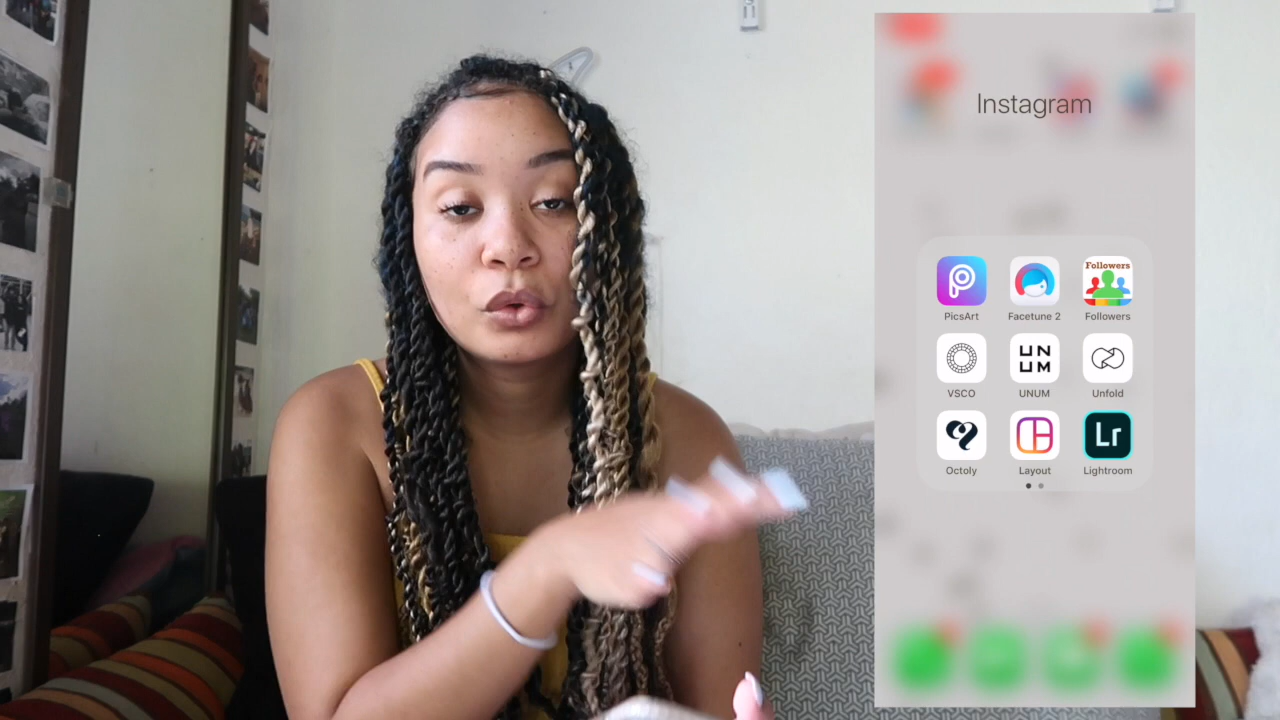 Instagram
Followers
PicsArt Facetune 2 Followers
UN
UM
VSCO UNUM Unfold
Lr
Octoly Layout Lightroom